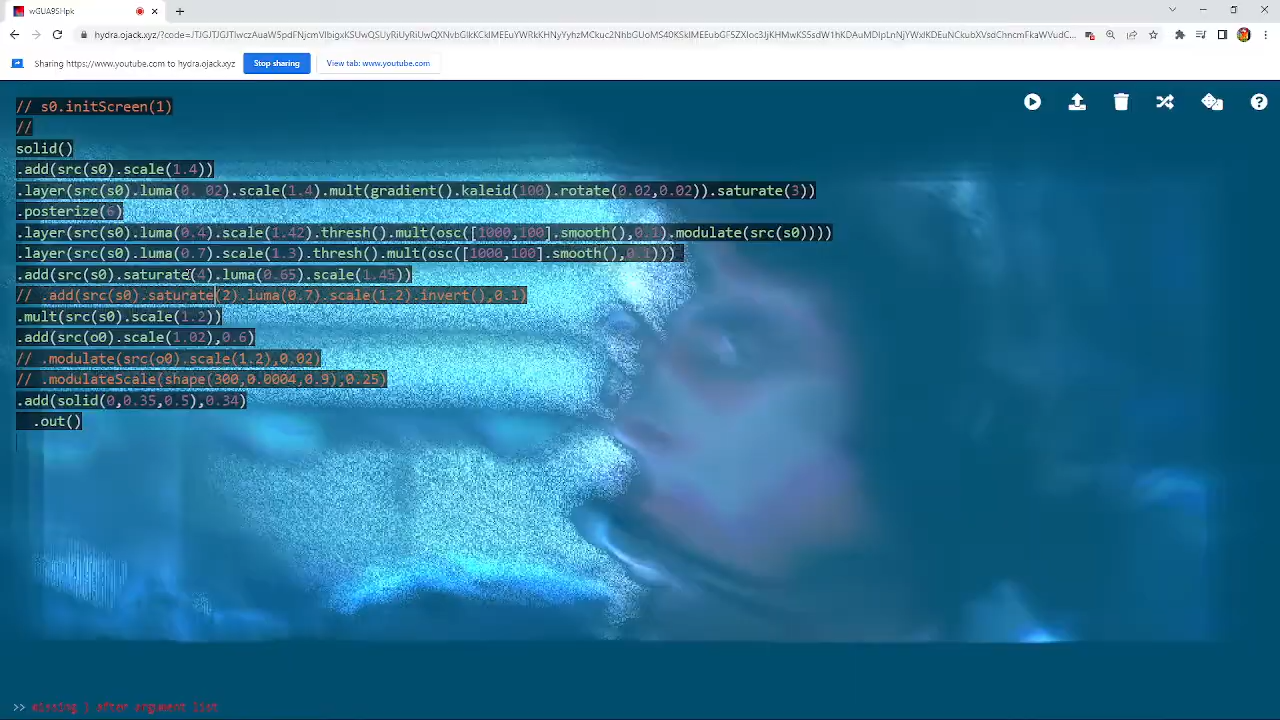 wGUA9SHpk
Sharing https://www.youtube.com to hydra.ojack.xyz
Stop sharing
View tab: www.youtube.com
// s0.initScreen(1)
//
solid()
.add(src(s0).scale(1.4))
.layer(src(s0).luma(0. 02).scale(1.4).mult(gradient().kaleid(100).rotate(0.02,0.02)).saturate(3))
.posterize(6)
.layer(src(s0).luma(0.4).scale(1.42).thresh().mult(osc([1000,100].smooth(),0.1).modulate(src(s0))))
.layer(src(s0).luma(0.7).scale(1.3).thresh().mult(osc([1000,100].smooth(),0.1)))
.add(src(s0).saturate(4).luma(0.65).scale(1.45))
// .add(src(s0).saturate(2).luma(0.7).scale(1.2).invert(),0.1)
.mult(src(s0).scale(1.2))
.add(src(o0).scale(1.02),0.6)
// .modulate(src(o0).scale(1.2),0.02)
// .modulateScale(shape(300,0.0004,0.9),0.25)
.add(solid(0,0.35,0.5),0.34)
.out()
>> missing ) after argument list